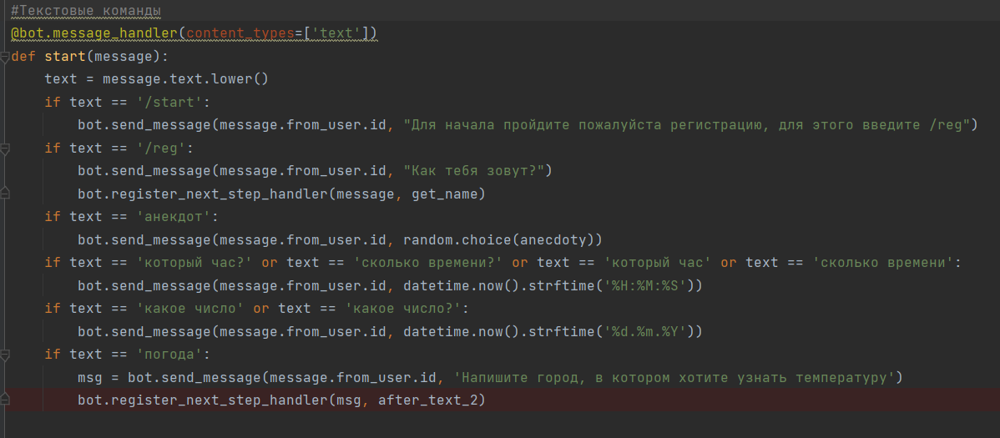 #Текстовые команды
@bot.message_handler(content_types=['text'])
def start(message):
    text = message.text.lower()
    if text == '/start':
        bot.send_message(message.from_user.id, "Для начала пройдите пожалуйста регистрацию, для этого введите /reg")
    if text == '/reg':
        bot.send_message(message.from_user.id, "Как тебя зовут?")
        bot.register_next_step_handler(message, get_name)
    if text == 'анекдот':
        bot.send_message(message.from_user.id, random.choice(anecdoty))
    if text == 'который час?' or text == 'сколько времени?' or text == 'который час' or text == 'сколько времени':
        bot.send_message(message.from_user.id, datetime.now().strftime('%H:%M:%S'))
    if text == 'какое число' or text == 'какое число?':
        bot.send_message(message.from_user.id, datetime.now().strftime('%d.%m.%Y'))
    if text == 'погода':
        msg = bot.send_message(message.from_user.id, 'Напишите город, в котором хотите узнать температуру')
        bot.register_next_step_handler(msg, after_text_2)